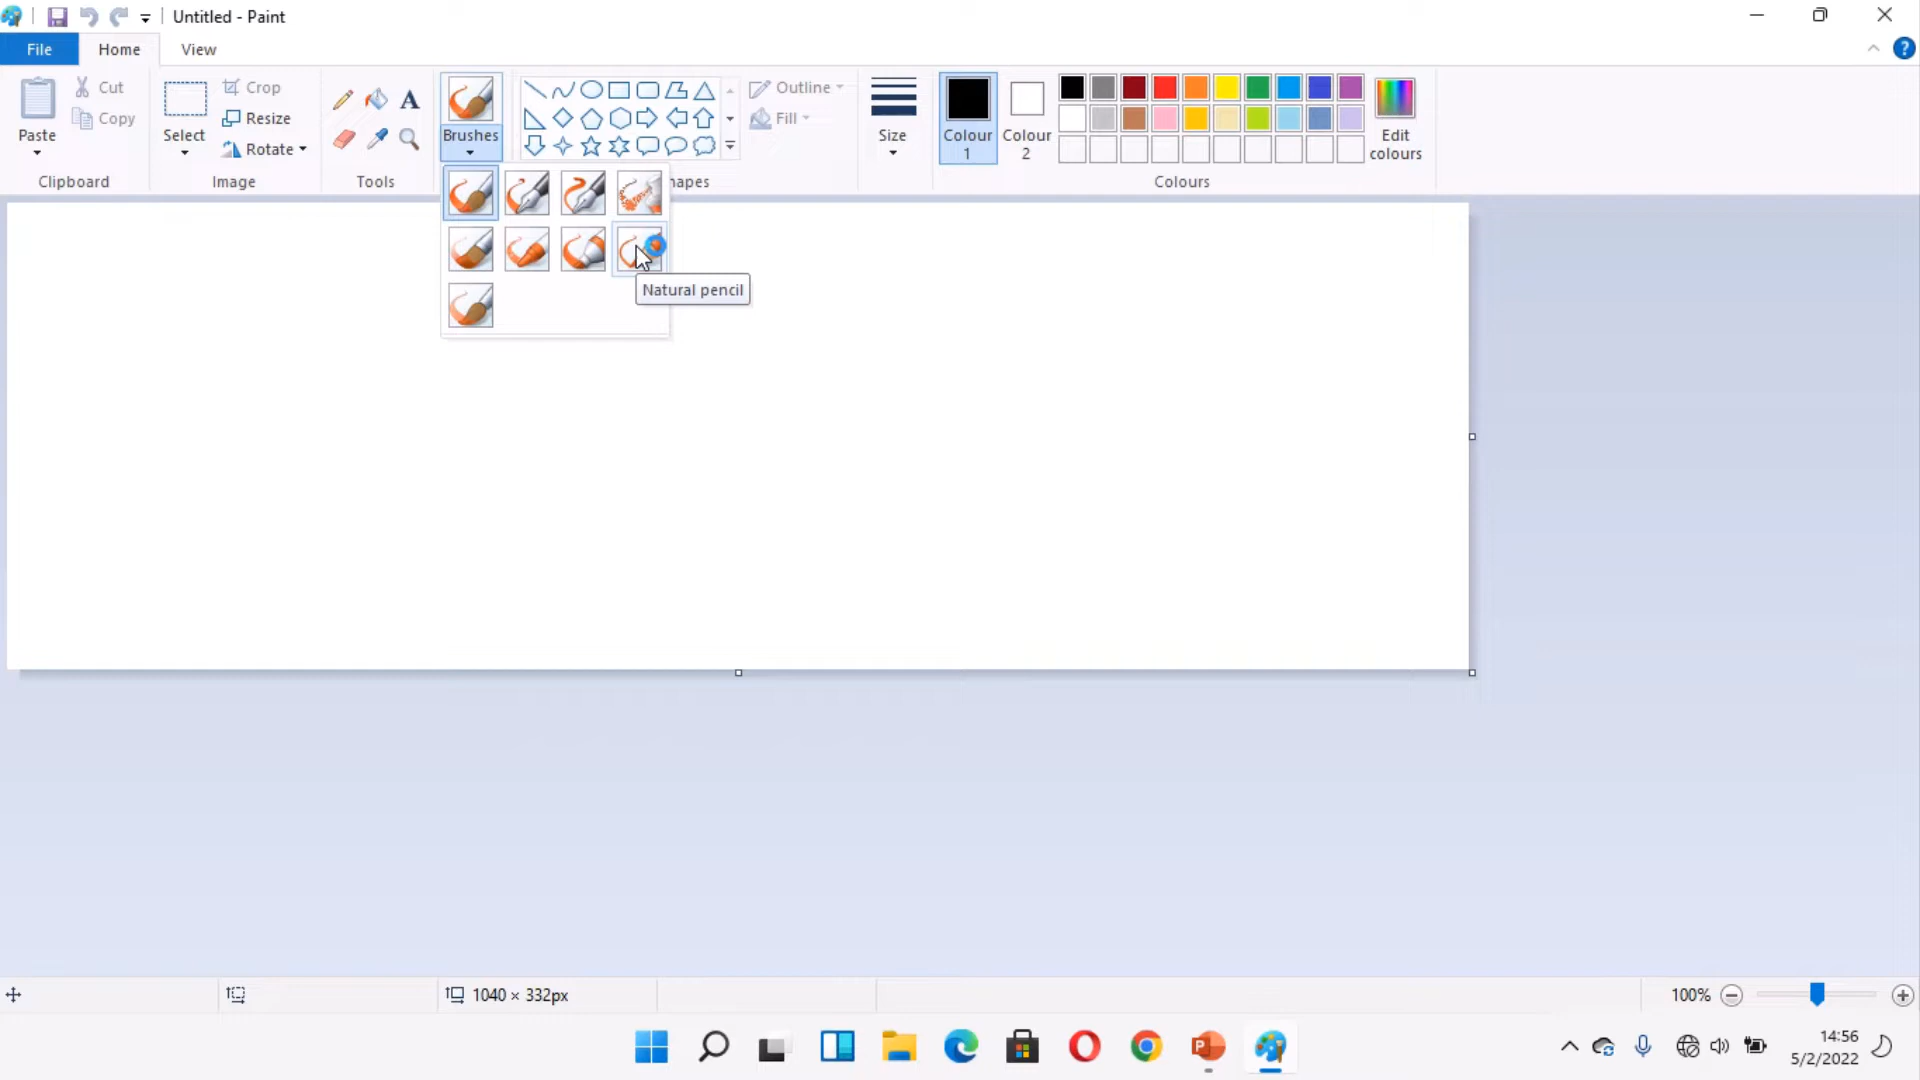 Untitled - Paint
File Home View
Paste
Cut
Copy
Clipboard
Select
Crop
Resize
Rotate
Image
A
Tools
Brushes
hapes
Outline
Fill
Size
Colour 1
Colour 2
Edit colours
Colours
?
Natural pencil
1040 × 332px
100%
14:56
5/2/2022